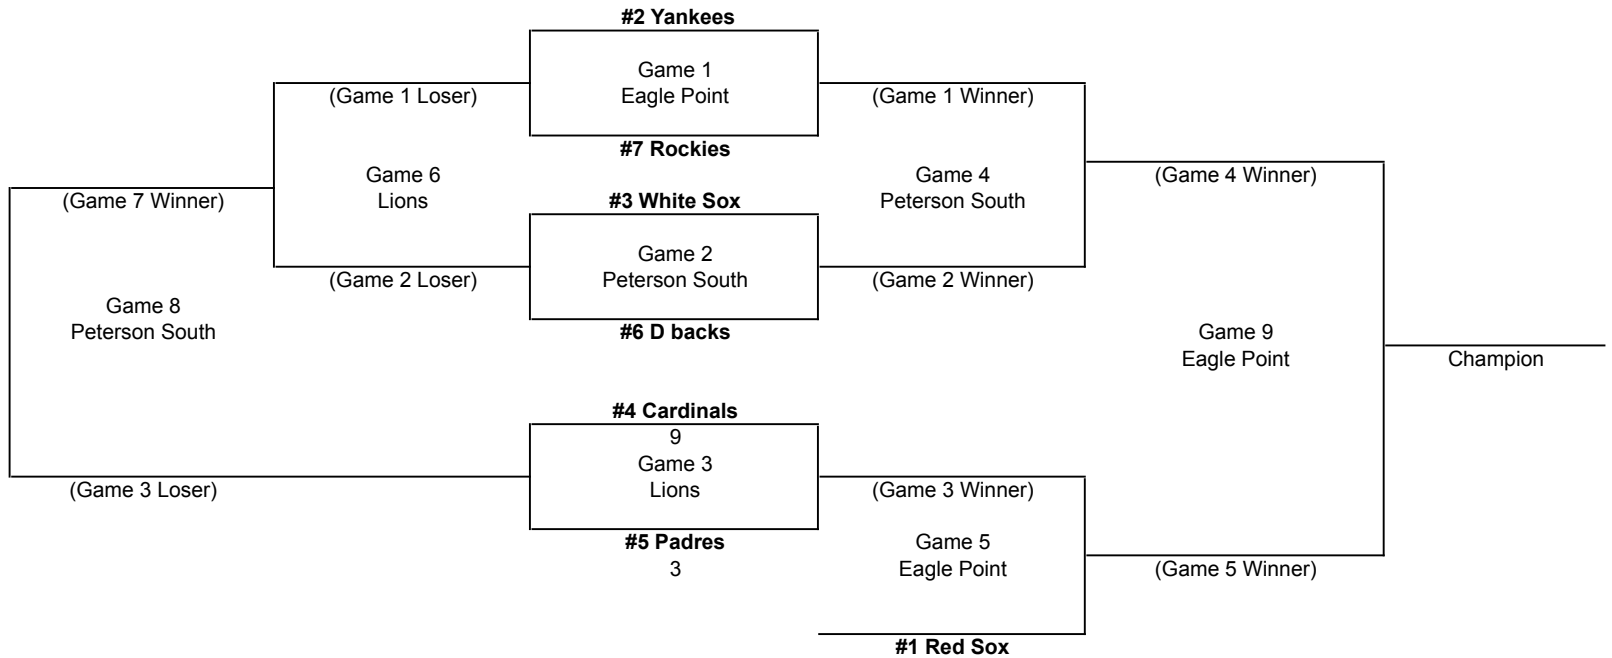 #2 Yankees
Game 1
Eagle Point
(Game 1 Loser)
(Game 1 Winner)
#7 Rockies
Game 6
Lions
Game 4
Peterson South
(Game 4 Winner)
(Game 7 Winner)
#3 White Sox
Game 2
Peterson South
(Game 2 Loser)
(Game 2 Winner)
Game 8
Peterson South
#6 D backs
Game 9
Eagle Point
Champion
#4 Cardinals
9
Game 3
Lions
(Game 3 Loser)
(Game 3 Winner)
#5 Padres
3
Game 5
Eagle Point
(Game 5 Winner)
#1 Red Sox